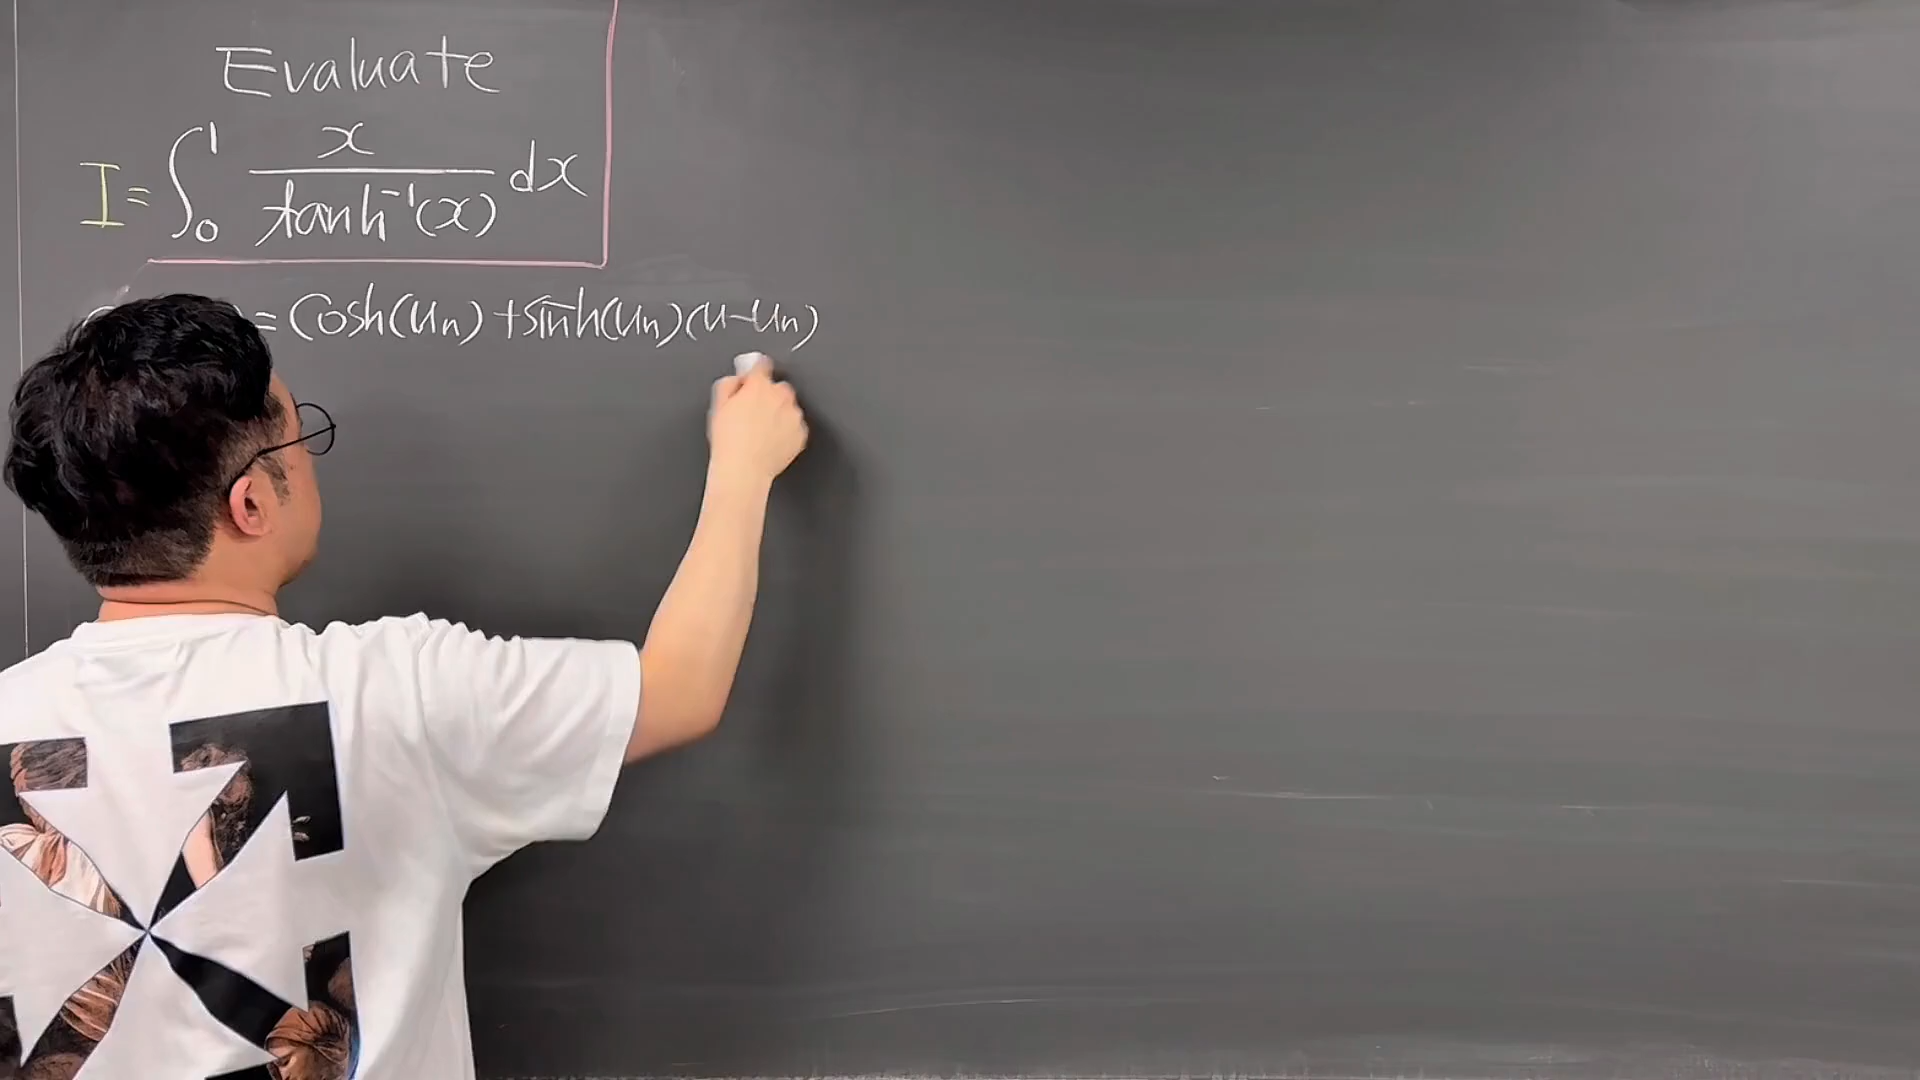 Evaluate
I = ∫₀¹ x / tanh⁻¹(x) dx
= cosh(uₙ) + sinh(uₙ)(u - uₙ)